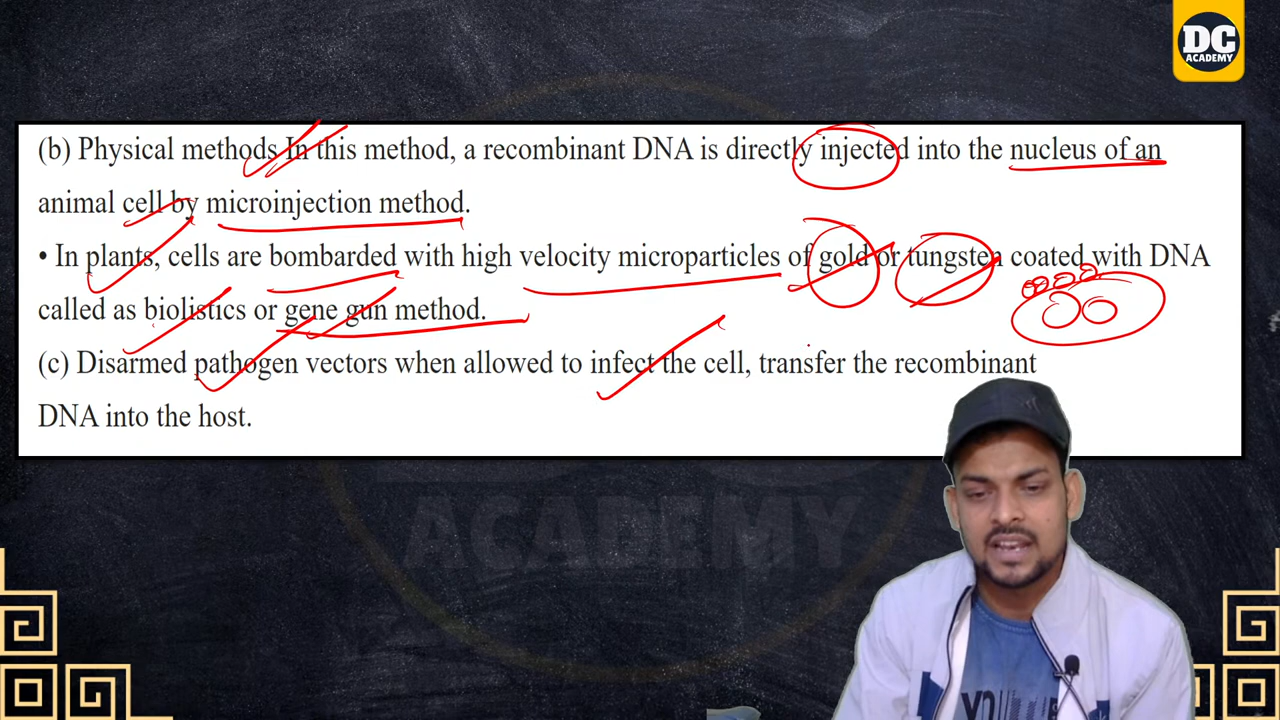 DC
ACADEMY
(b) Physical methods In this method, a recombinant DNA is directly injected into the nucleus of an
animal cell by microinjection method.
• In plants, cells are bombarded with high velocity microparticles of gold or tungsten coated with DNA
called as biolistics or gene gun method.
(c) Disarmed pathogen vectors when allowed to infect the cell, transfer the recombinant
DNA into the host.
ACADEMY